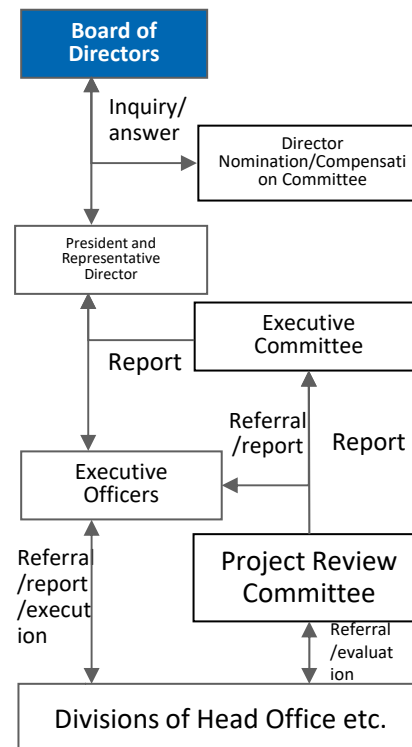 Board of
Directors
Inquiry/
answer
Director
Nomination/Compensati
on Committee
President and
Representative
Director
Executive
Committee
Report
Referral
/report
Report
Executive
Officers
Referral
/report
/execut
ion
Project Review
Committee
Referral
/evaluat
ion
Divisions of Head Office etc.